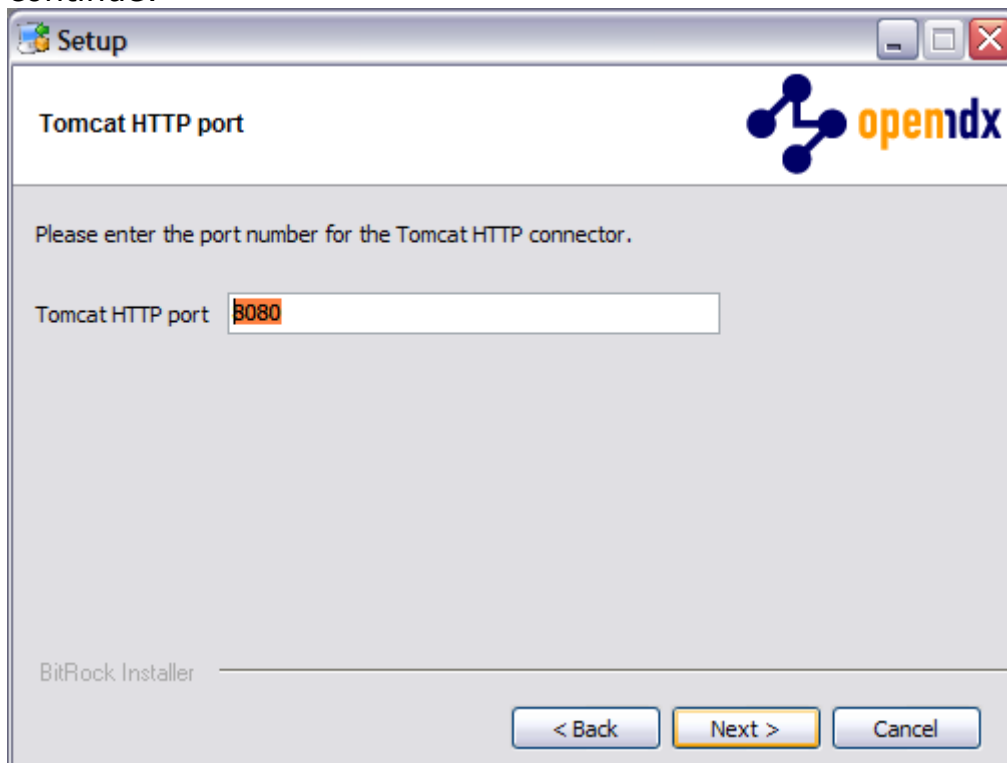 continue.
Setup
Tomcat HTTP port
openmdx
Please enter the port number for the Tomcat HTTP connector.
Tomcat HTTP port 8080
BitRock Installer
< Back Next > Cancel